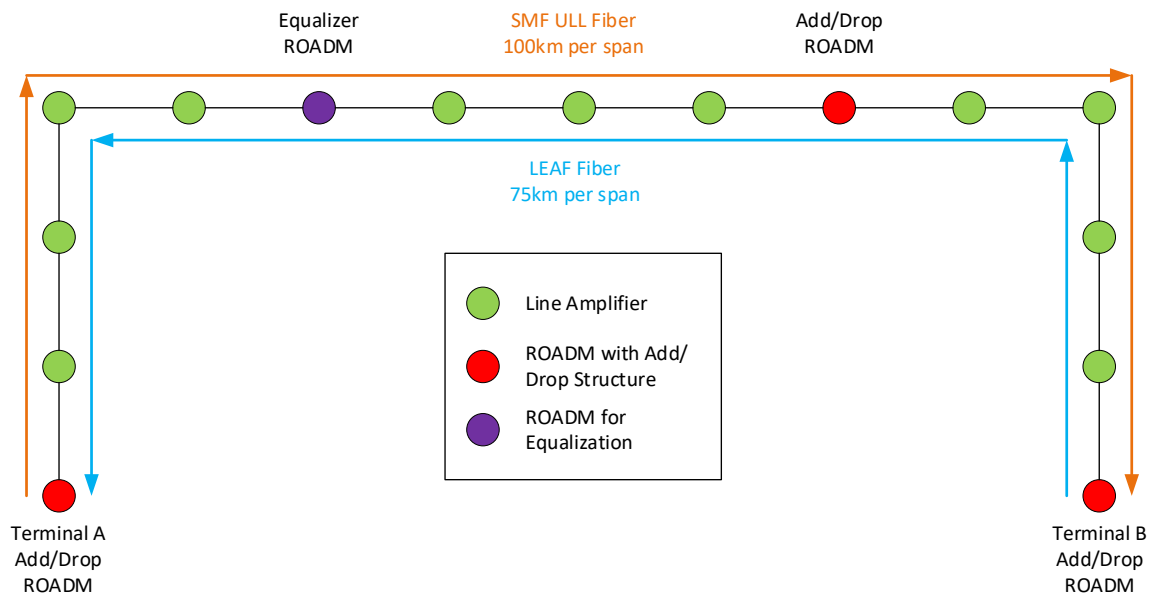 Equalizer
ROADM
SMF ULL Fiber
100km per span
Add/Drop
ROADM
LEAF Fiber
75km per span
Line Amplifier
ROADM with Add/
Drop Structure
ROADM for
Equalization
Terminal A
Add/Drop
ROADM
Terminal B
Add/Drop
ROADM